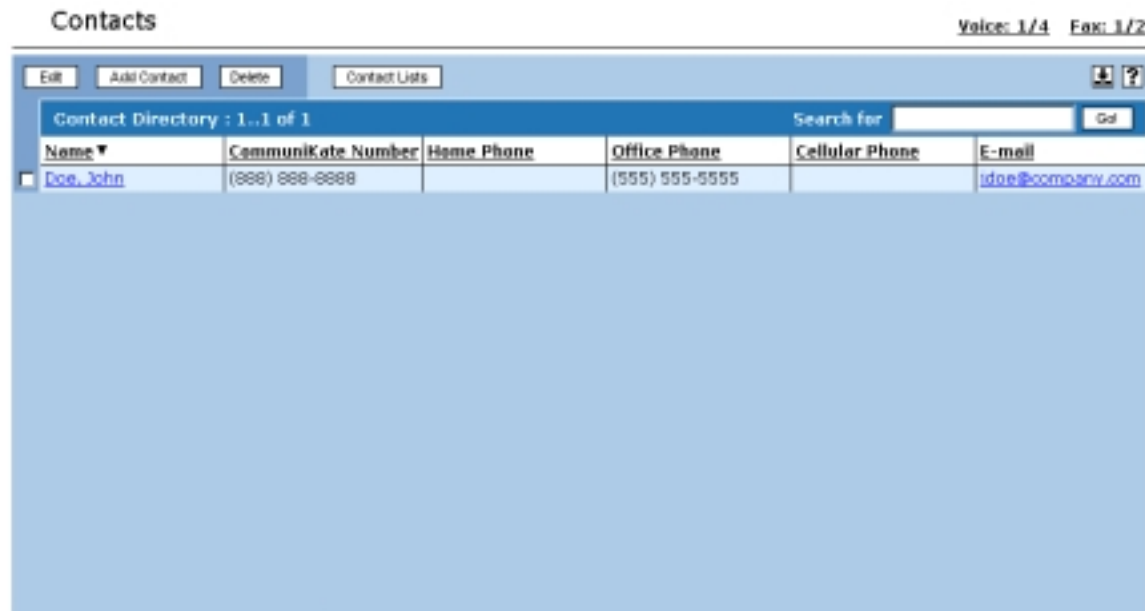 Contacts
Voice: 1/4 Fax: 1/2
Edit Add Contact Delete Contact Lists ?
Contact Directory : 1..1 of 1 Search for Go!
Name CommuniKate Number Home Phone Office Phone Cellular Phone E-mail
Doe, John (888) 888-8888 (555) 555-5555 jdoe@company.com